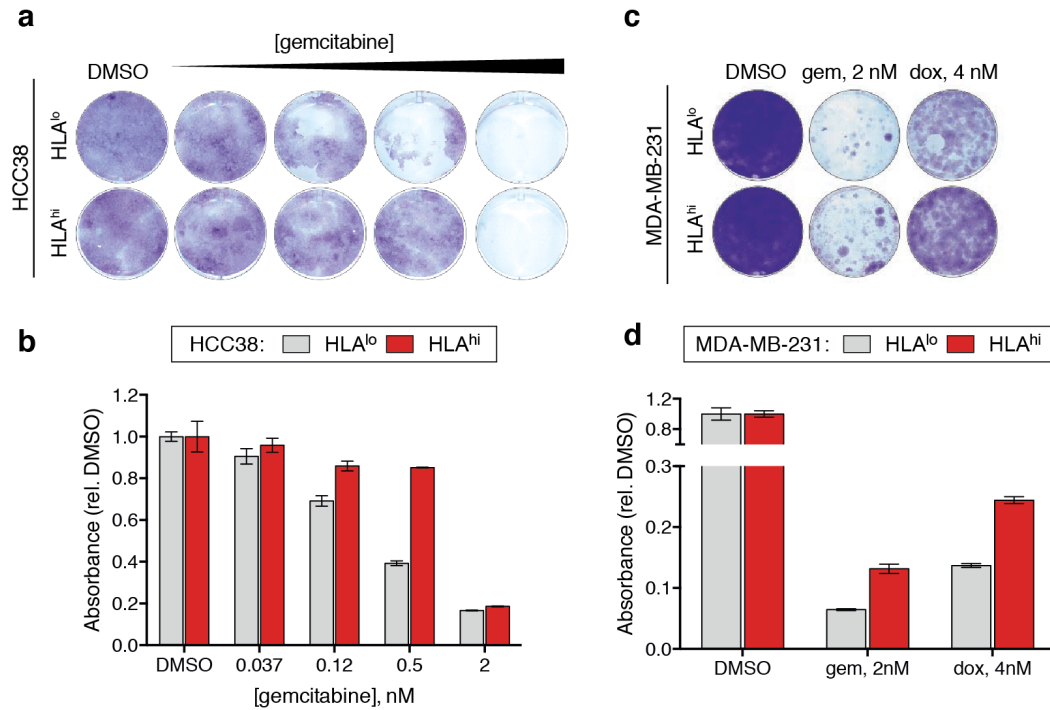 a
[gemcitabine]
DMSO
HCC38
HLAlo
HLAhi
b
HCC38: HLAlo HLAhi
Absorbance (rel. DMSO)
1.2
1.0
0.8
0.6
0.4
0.2
0.0
DMSO 0.037 0.12 0.5 2
[gemcitabine], nM
c
DMSO gem, 2 nM dox, 4 nM
MDA-MB-231
HLAlo
HLAhi
d
MDA-MB-231: HLAlo HLAhi
Absorbance (rel. DMSO)
1.2
0.8
0.3
0.2
0.1
0.0
DMSO gem, 2nM dox, 4nM